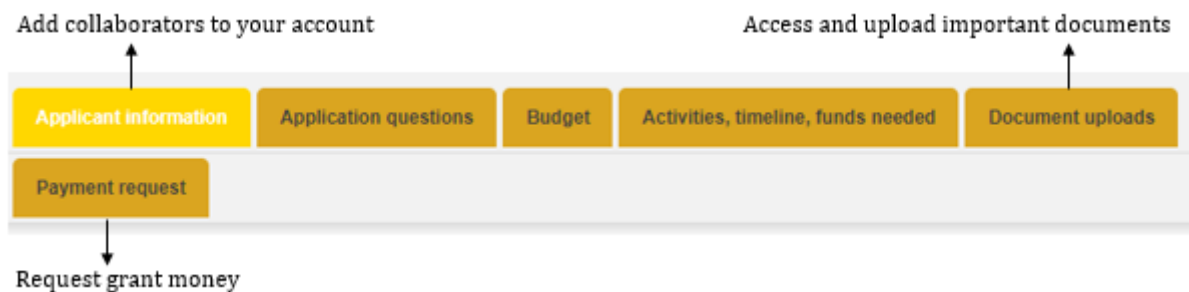 Add collaborators to your account
Access and upload important documents
Applicant information
Application questions
Budget
Activities, timeline, funds needed
Document uploads
Payment request
Request grant money